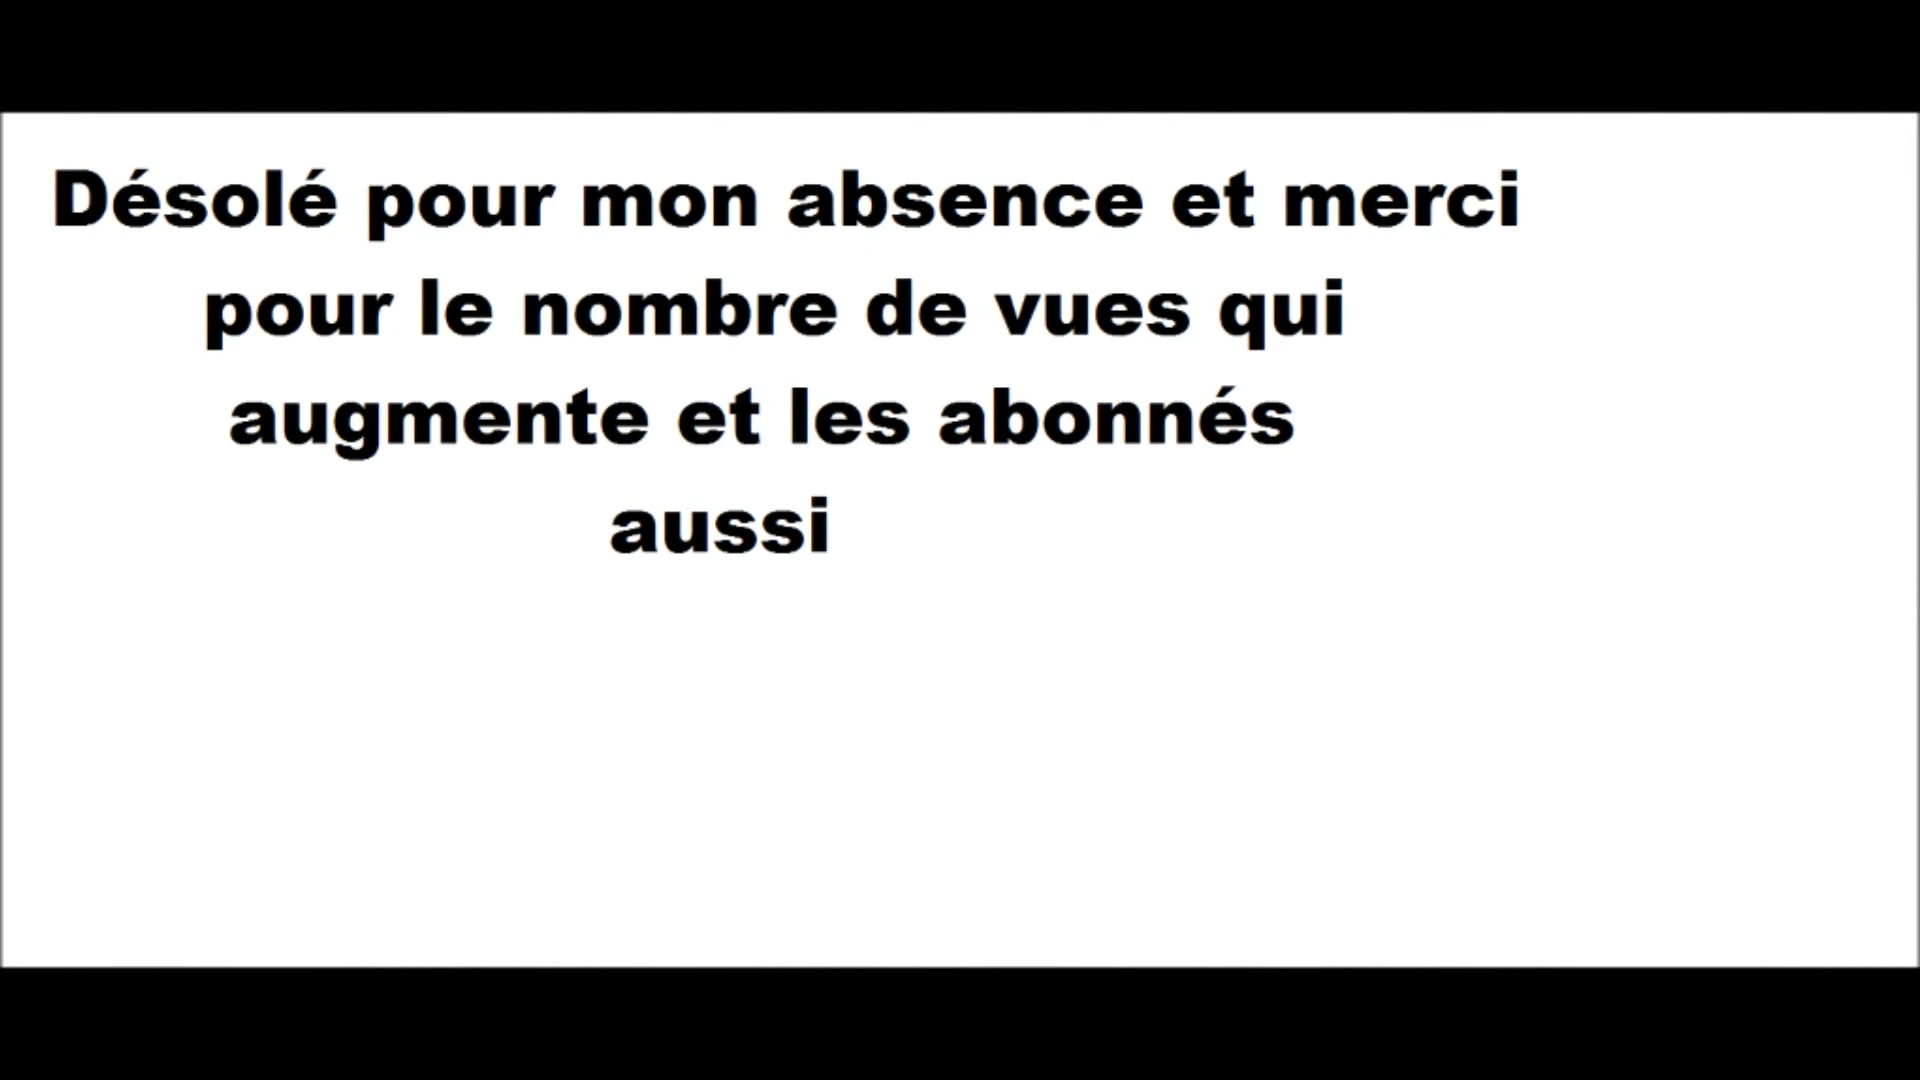 Désolé pour mon absence et merci
pour le nombre de vues qui
augmente et les abonnés
aussi